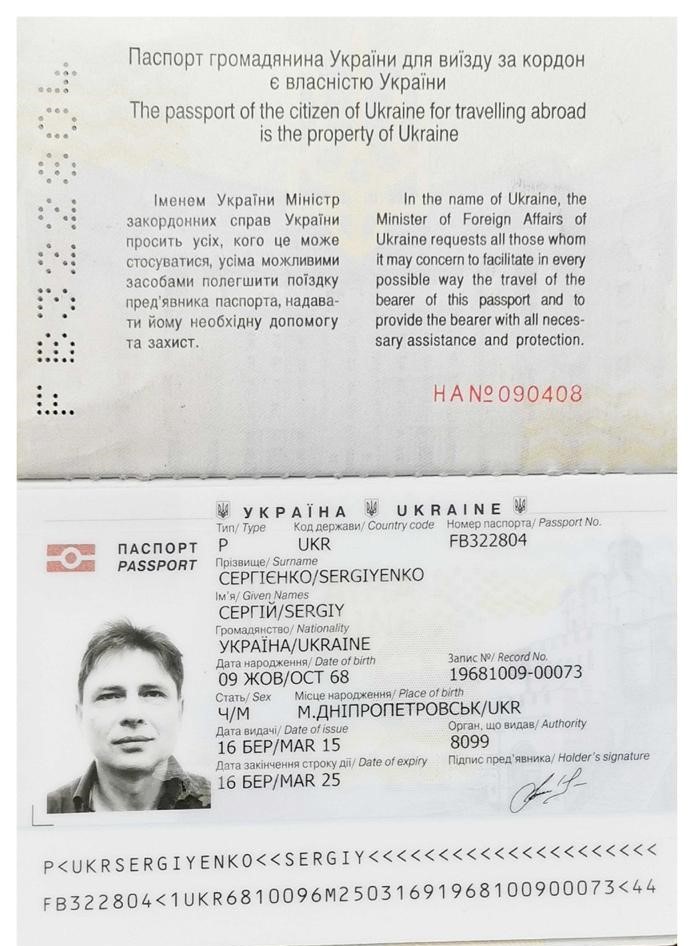 FB322804
Паспорт громадянина України для виїзду за кордон
є власністю України
The passport of the citizen of Ukraine for travelling abroad
is the property of Ukraine
Іменем України Міністр
закордонних справ України
просить усіх, кого це може
стосуватися, усіма можливими
засобами полегшити поїздку
пред'явника паспорта, надава-
ти йому необхідну допомогу
та захист.
In the name of Ukraine, the
Minister of Foreign Affairs of
Ukraine requests all those whom
it may concern to facilitate in every
possible way the travel of the
bearer of this passport and to
provide the bearer with all neces-
sary assistance and protection.
НА№090408
УКРАЇНА UKRAINE
ПАСПОРТ
PASSPORT
Тип/ Type Код держави/ Country code Номер паспорта/ Passport No.
P UKR FB322804
Прізвище/ Surname
СЕРГІЄНКО/SERGIYENKO
Ім'я/ Given Names
СЕРГІЙ/SERGIY
Громадянство/ Nationality
УКРАЇНА/UKRAINE
Дата народження/ Date of birth Запис №/ Record No.
09 ЖОВ/OCT 68 19681009-00073
Стать/ Sex Місце народження/ Place of birth
Ч/M М.ДНІПРОПЕТРОВСЬК/UKR
Дата видачі/ Date of issue Орган, що видав/ Authority
16 БЕР/MAR 15 8099
Дата закінчення строку дії/ Date of expiry Підпис пред'явника/ Holder's signature
16 БЕР/MAR 25
P<UKRSERGIYENKO<<SERGIY<<<<<<<<<<<<<<<<<<<<<
FB322804<1UKR6810096M25031691968100900073<44